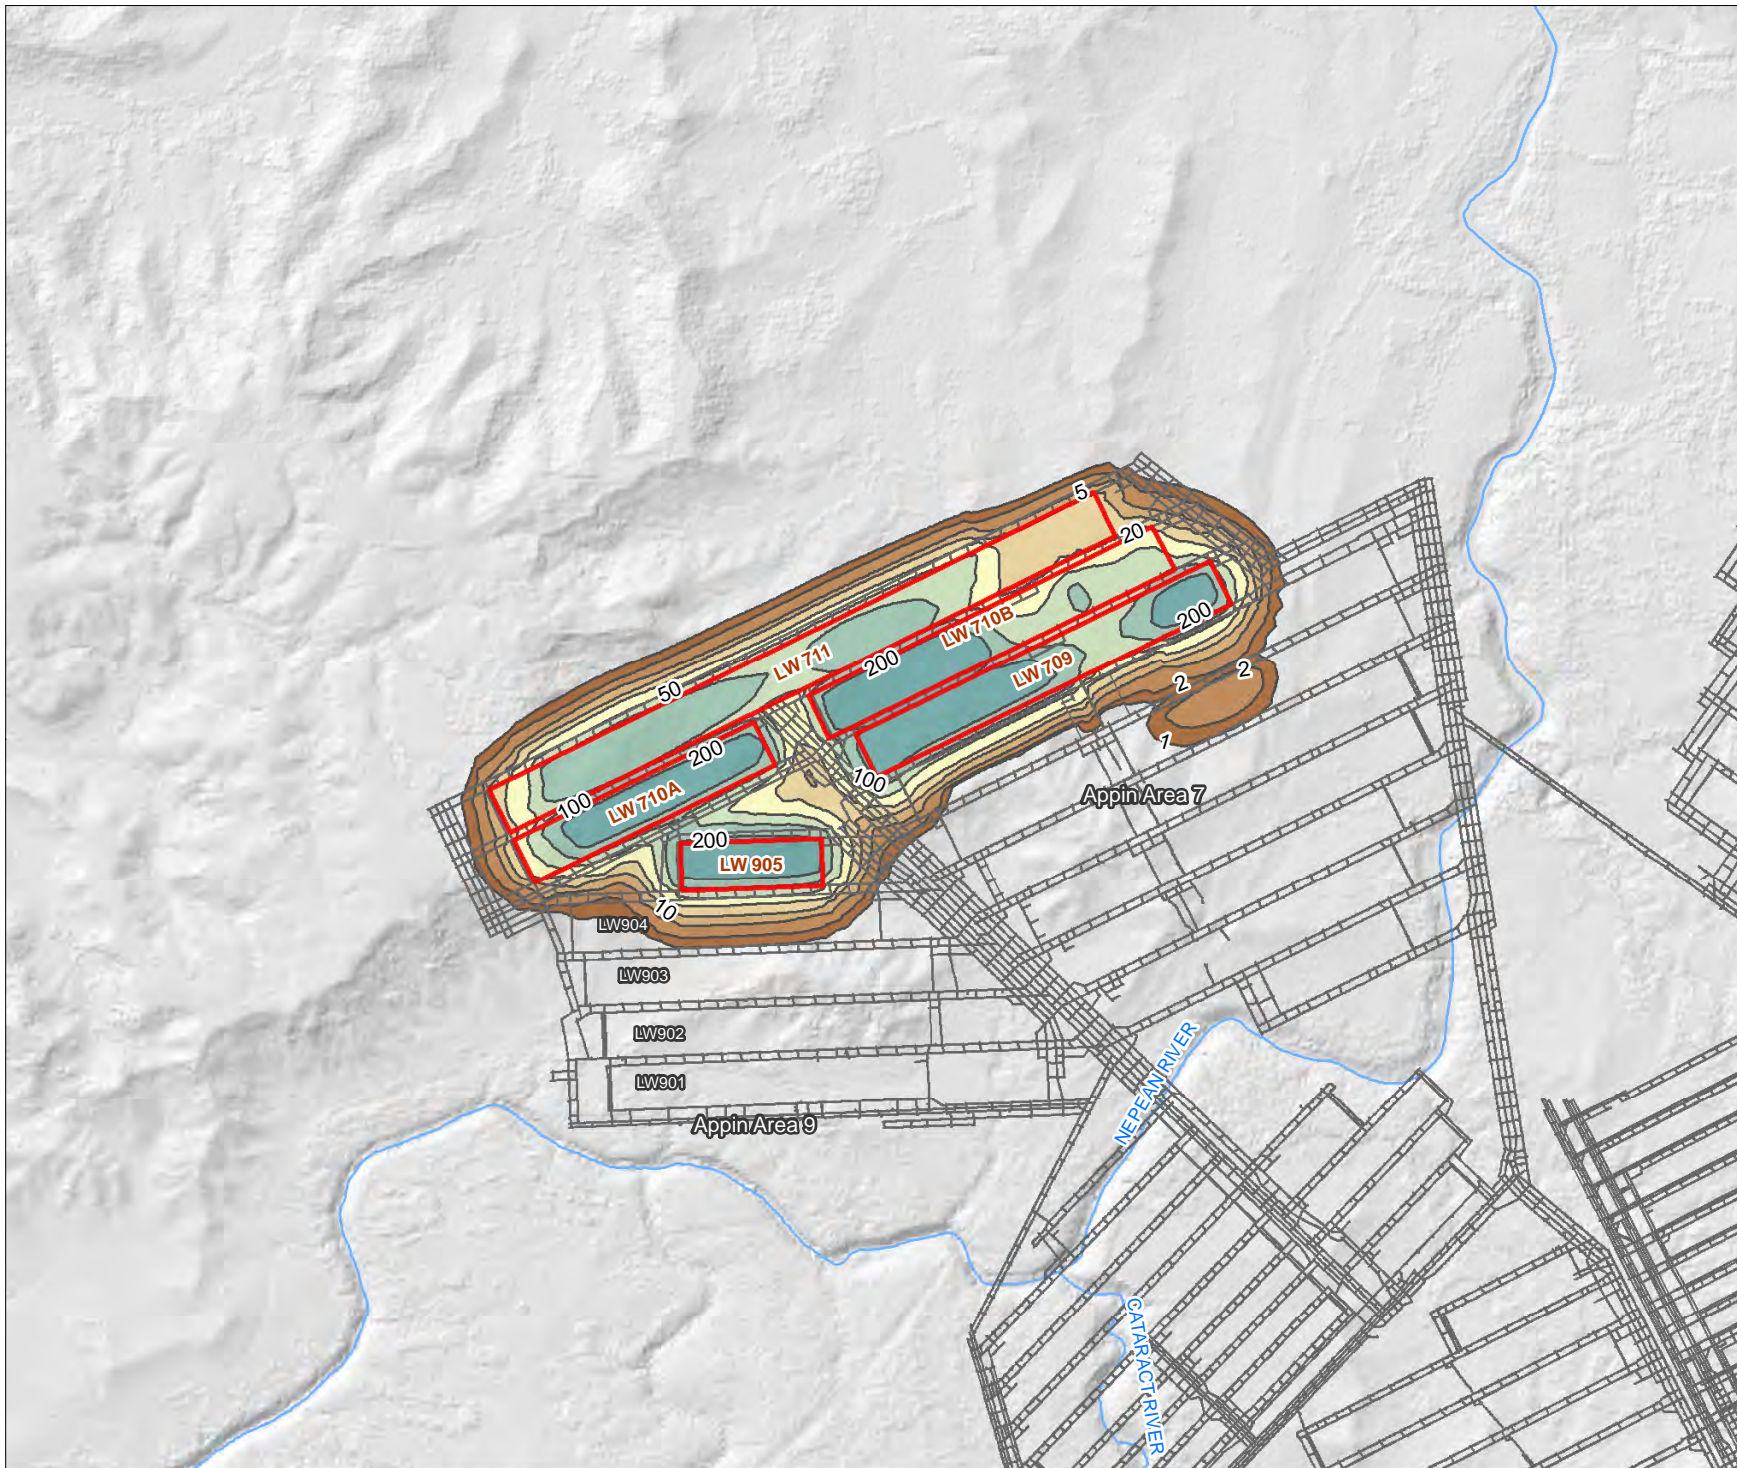 5
20
LW 710B
200
LW 711
200
LW 709
50
2
2
1
200
100
Appin Area 7
100
LW 710A
200
LW 905
10
LW904
LW903
LW902
LW901
Appin Area 9
NEPEAN RIVER
CATARACT RIVER